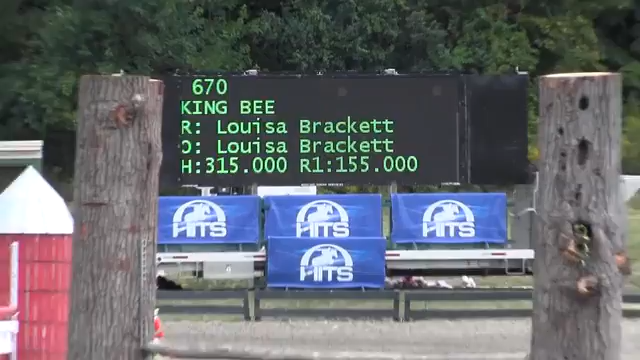 670
KING BEE
R: Louisa Brackett
O: Louisa Brackett
H:315.000 R1:155.000
HITS
HITS
HITS
HITS